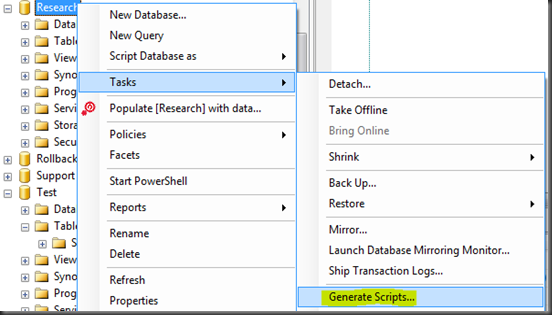 Research
Data
Table
View
Syno
Prog
Servi
Stora
Secu
Rollback
Support
Test
Data
Table
S
View
Syno
Prog
Servi
New Database...
New Query
Script Database as
Tasks
Populate [Research] with data...
Policies
Facets
Start PowerShell
Reports
Rename
Delete
Refresh
Properties
Detach...
Take Offline
Bring Online
Shrink
Back Up...
Restore
Mirror...
Launch Database Mirroring Monitor...
Ship Transaction Logs...
Generate Scripts...